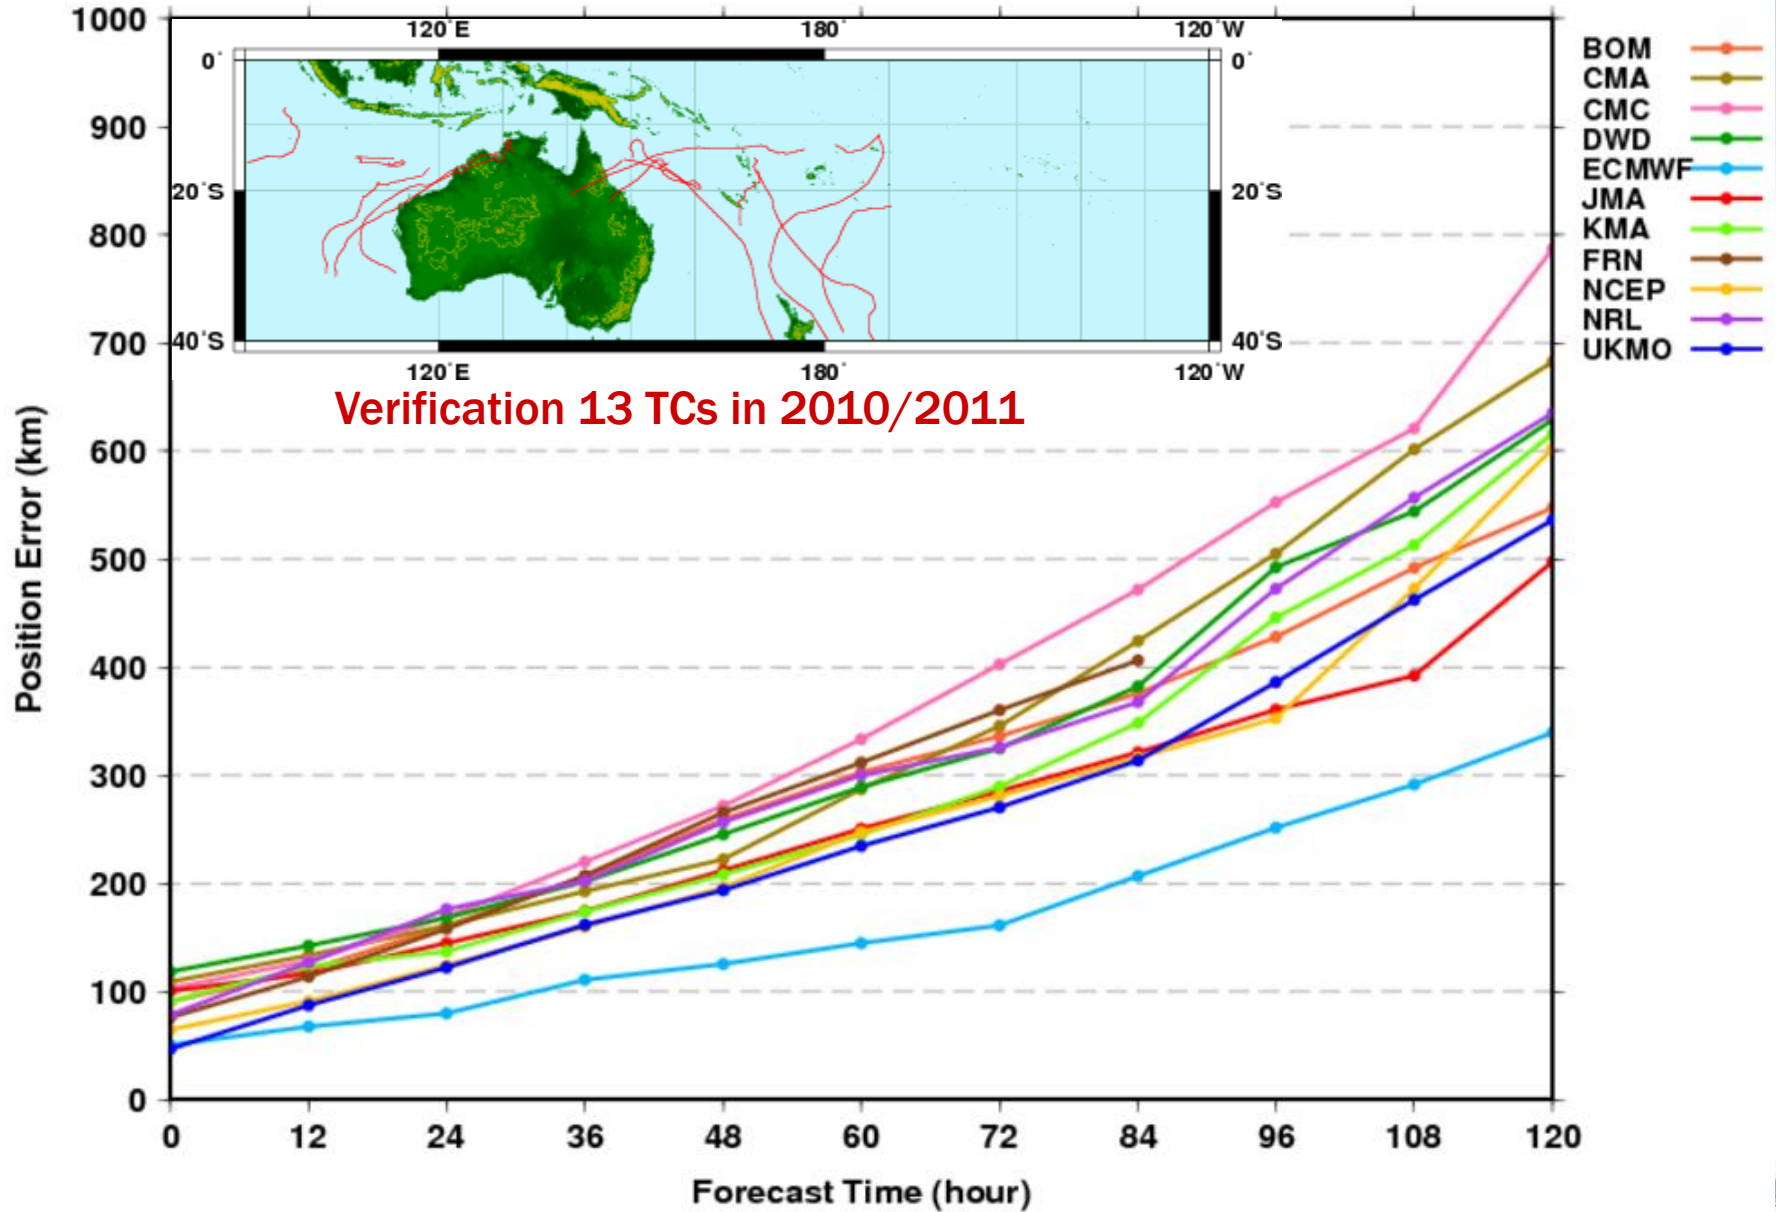 1000
900
800
700
600
500
400
300
200
100
0
Position Error (km)
120°E 180° 120°W
0° 0°
20°S 20°S
40°S 40°S
120°E 180° 120°W
Verification 13 TCs in 2010/2011
BOM
CMA
CMC
DWD
ECMWF
JMA
KMA
FRN
NCEP
NRL
UKMO
0 12 24 36 48 60 72 84 96 108 120
Forecast Time (hour)